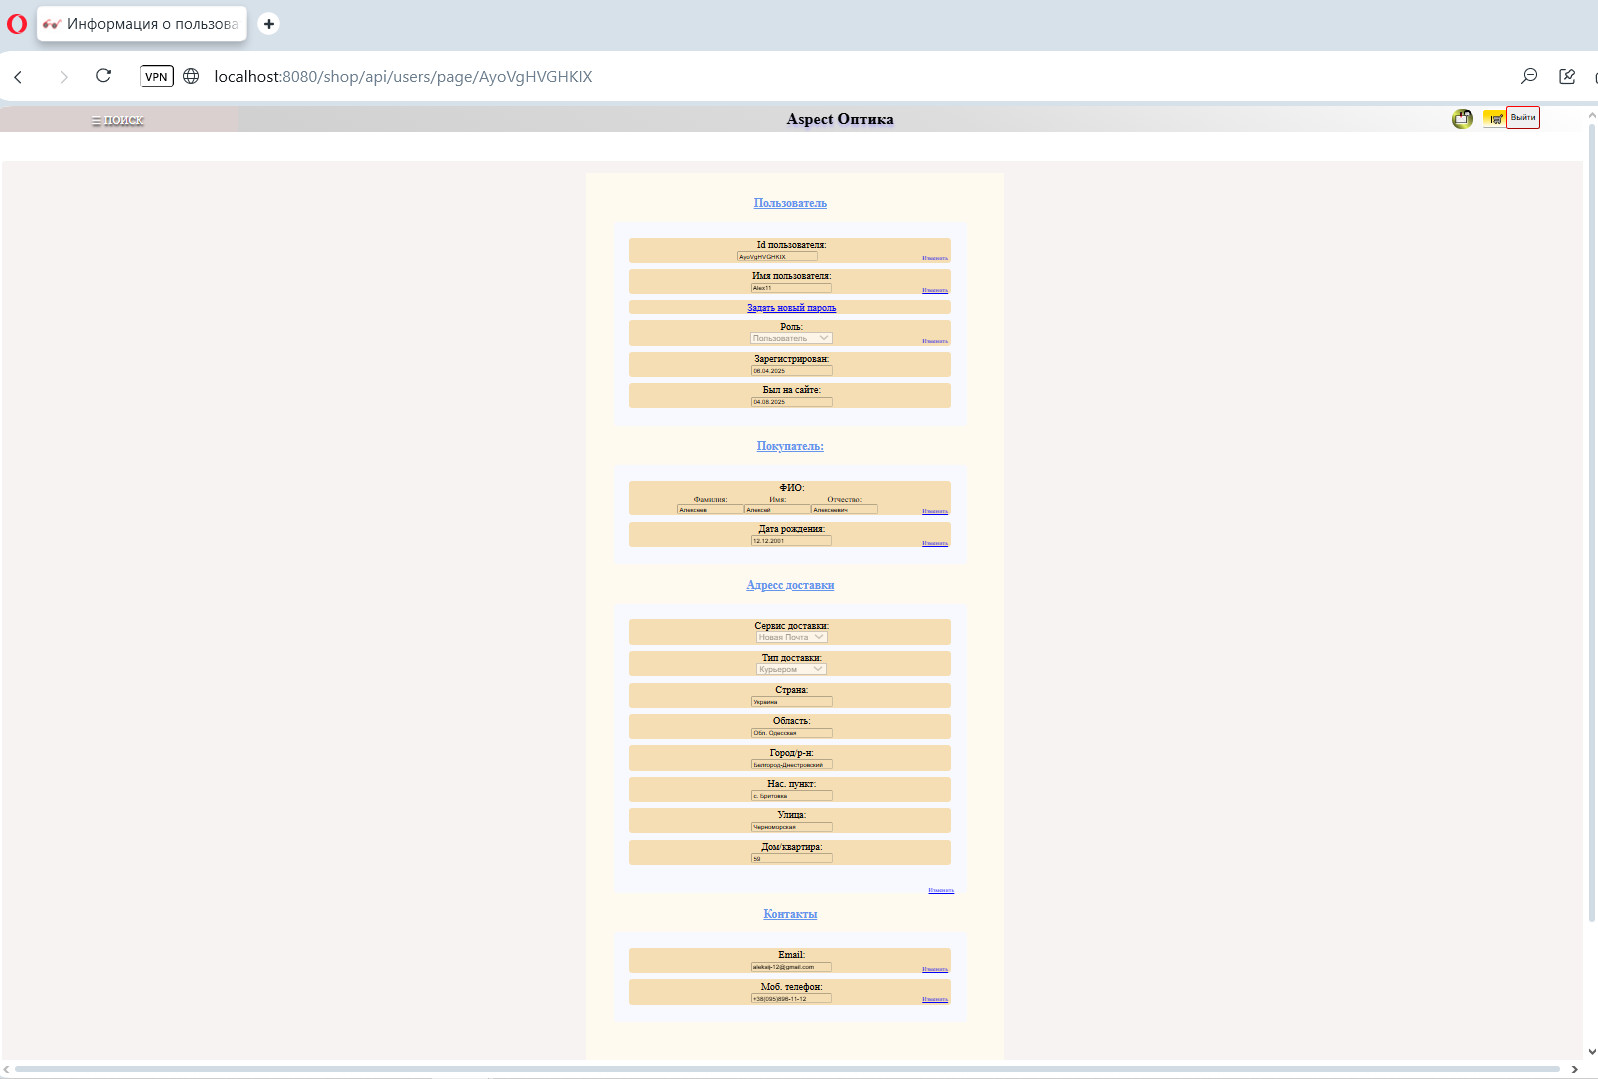 Информация о пользова
VPN
localhost:8080/shop/api/users/page/AyoVgHVGHKIX
☰ ПОИСК
Aspect Оптика
Выйти
Пользователь
Id пользователя:
AyoVgHVGHKIX
Изменить
Имя пользователя:
Alex11
Изменить
Задать новый пароль
Роль:
Пользователь
Изменить
Зарегистрирован:
06.04.2025
Был на сайте:
04.08.2025
Покупатель:
ФИО:
Фамилия: Имя: Отчество:
Алексеев Алексей Алексеевич
Изменить
Дата рождения:
12.12.2001
Изменить
Адресс доставки
Сервис доставки:
Новая Почта
Тип доставки:
Курьером
Страна:
Украина
Область:
Обл. Одесская
Город/р-н:
Белгород-Днестровский
Нас. пункт:
с. Бритовка
Улица:
Черноморская
Дом/квартира:
59
Изменить
Контакты
Email:
aleksij-12@gmail.com
Изменить
Моб. телефон:
+38(095)898-11-12
Изменить